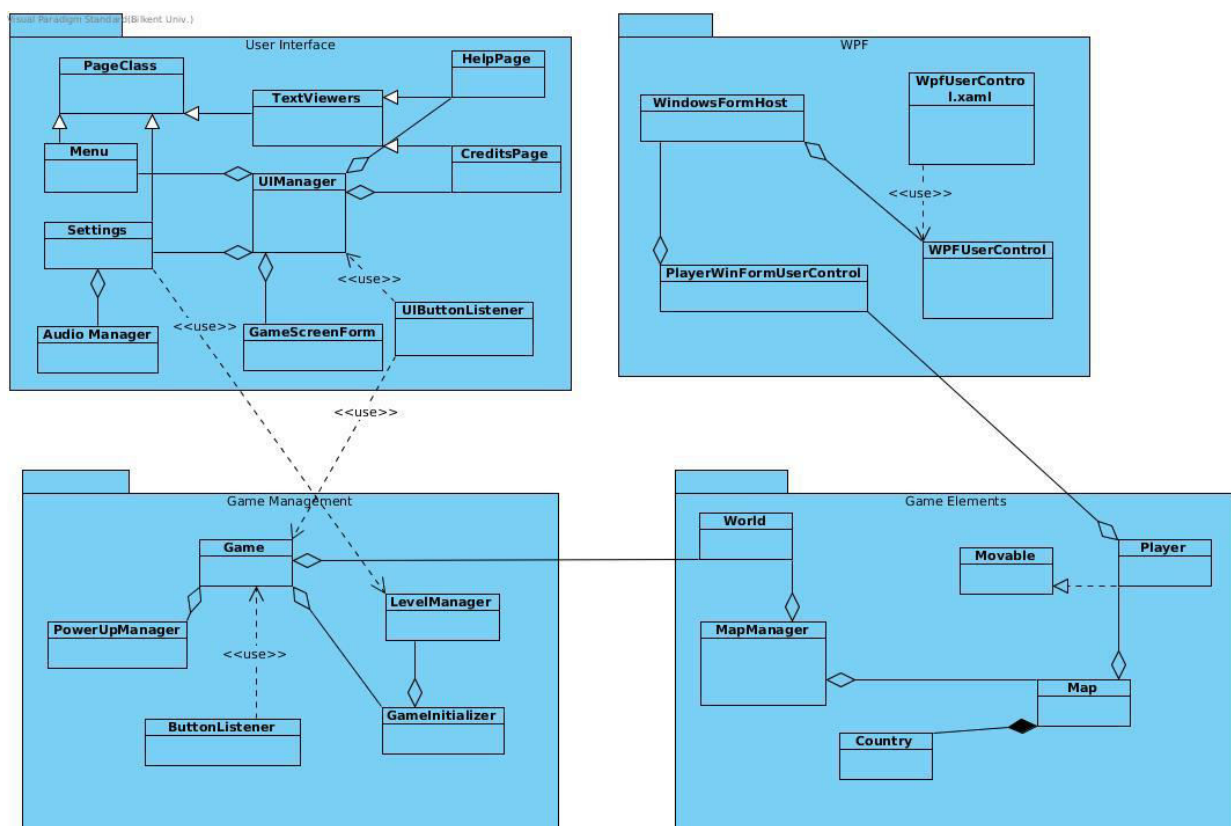 Visual Paradigm Standard(Bilkent Univ.)
User Interface
PageClass
HelpPage
TextViewers
Menu
CreditsPage
UIManager
Settings
<<use>>
UIButtonListener
<<use>>
Audio Manager
GameScreenForm
<<use>>
WPF
WpfUserContro
l.xaml
WindowsFormHost
<<use>>
WPFUserControl
PlayerWinFormUserControl
Game Management
Game
LevelManager
PowerUpManager
<<use>>
GameInitializer
ButtonListener
Game Elements
World
Movable
Player
MapManager
Map
Country